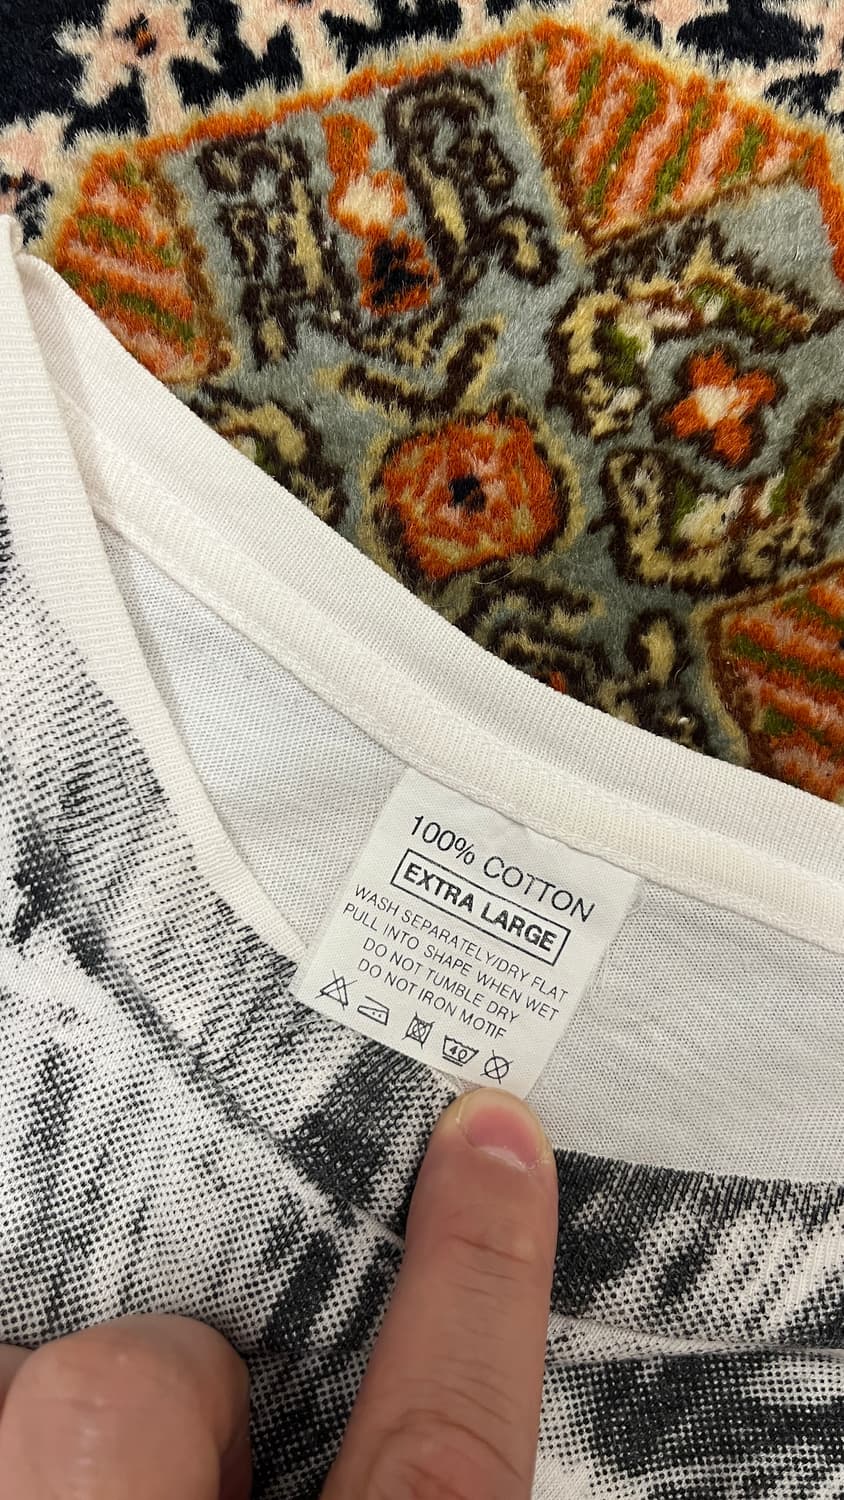 100% COTTON
EXTRA LARGE
WASH SEPARATELY/DRY FLAT
PULL INTO SHAPE WHEN WET
DO NOT TUMBLE DRY
DO NOT IRON MOTIF
40